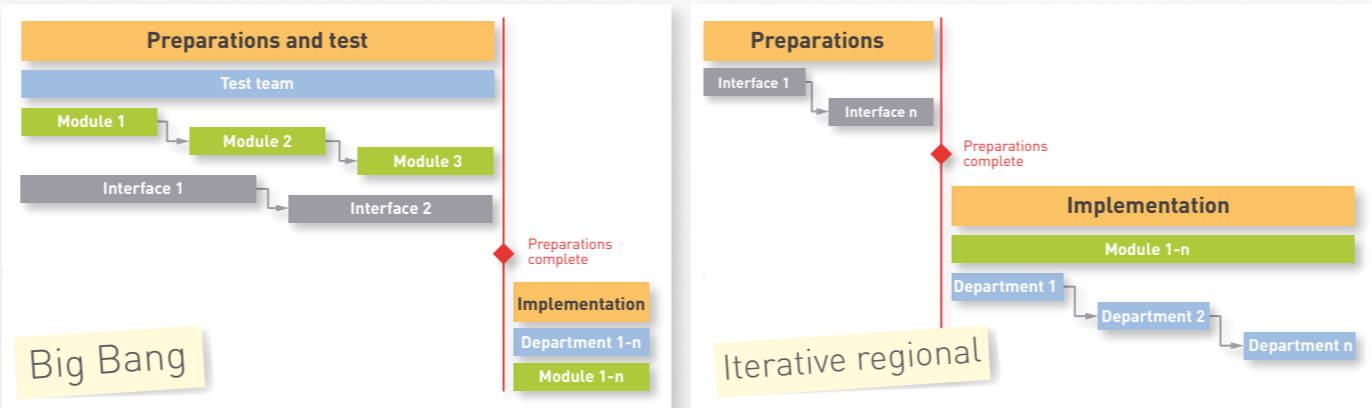 Preparations and test
Test team
Module 1
Module 2
Module 3
Interface 1
Interface 2
Preparations
complete
Implementation
Department 1-n
Module 1-n
Big Bang
Preparations
Interface 1
Interface n
Preparations
complete
Implementation
Module 1-n
Department 1
Department 2
Department n
Iterative regional